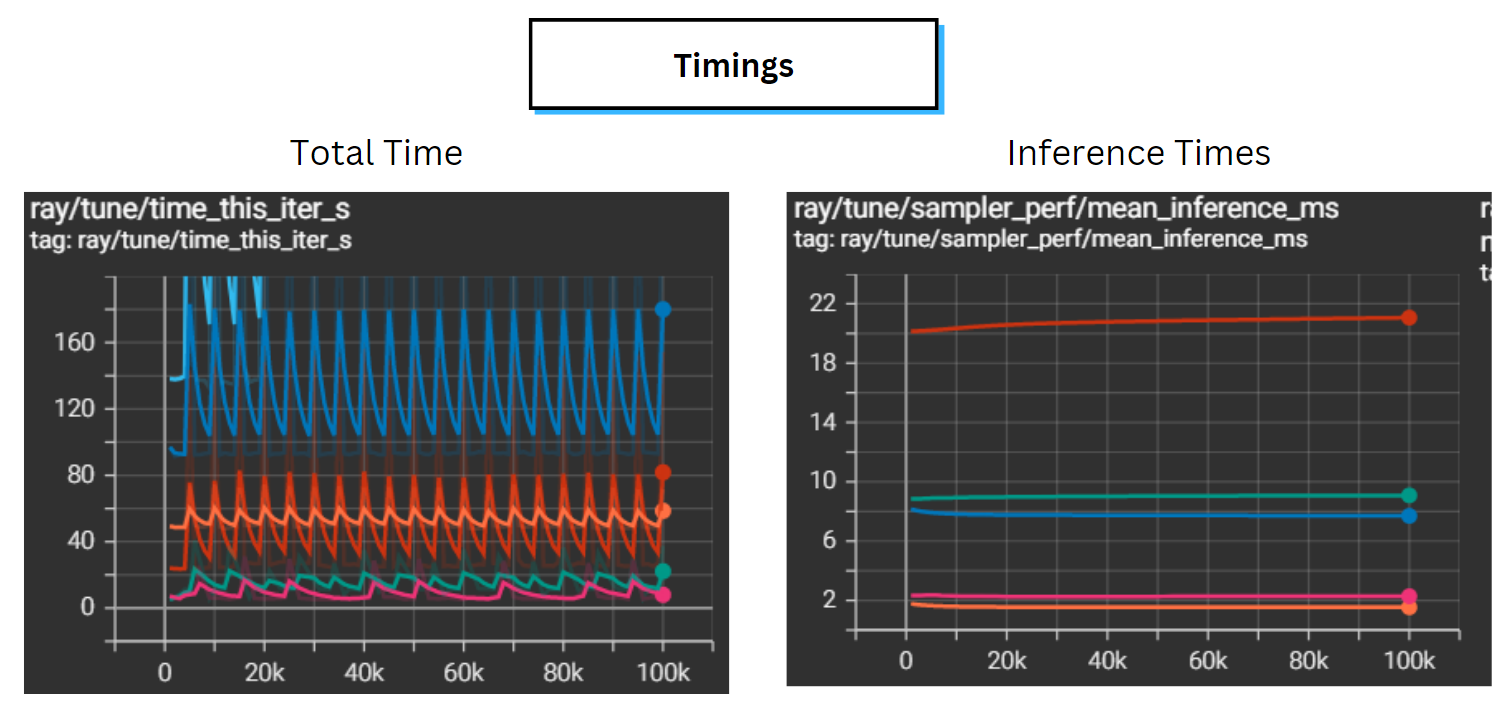 Timings
Total Time
Inference Times
ray/tune/time_this_iter_s
tag: ray/tune/time_this_iter_s
160
120
80
40
0
0 20k 40k 60k 80k 100k
ray/tune/sampler_perf/mean_inference_ms
tag: ray/tune/sampler_perf/mean_inference_ms
22
18
14
10
6
2
0 20k 40k 60k 80k 100k